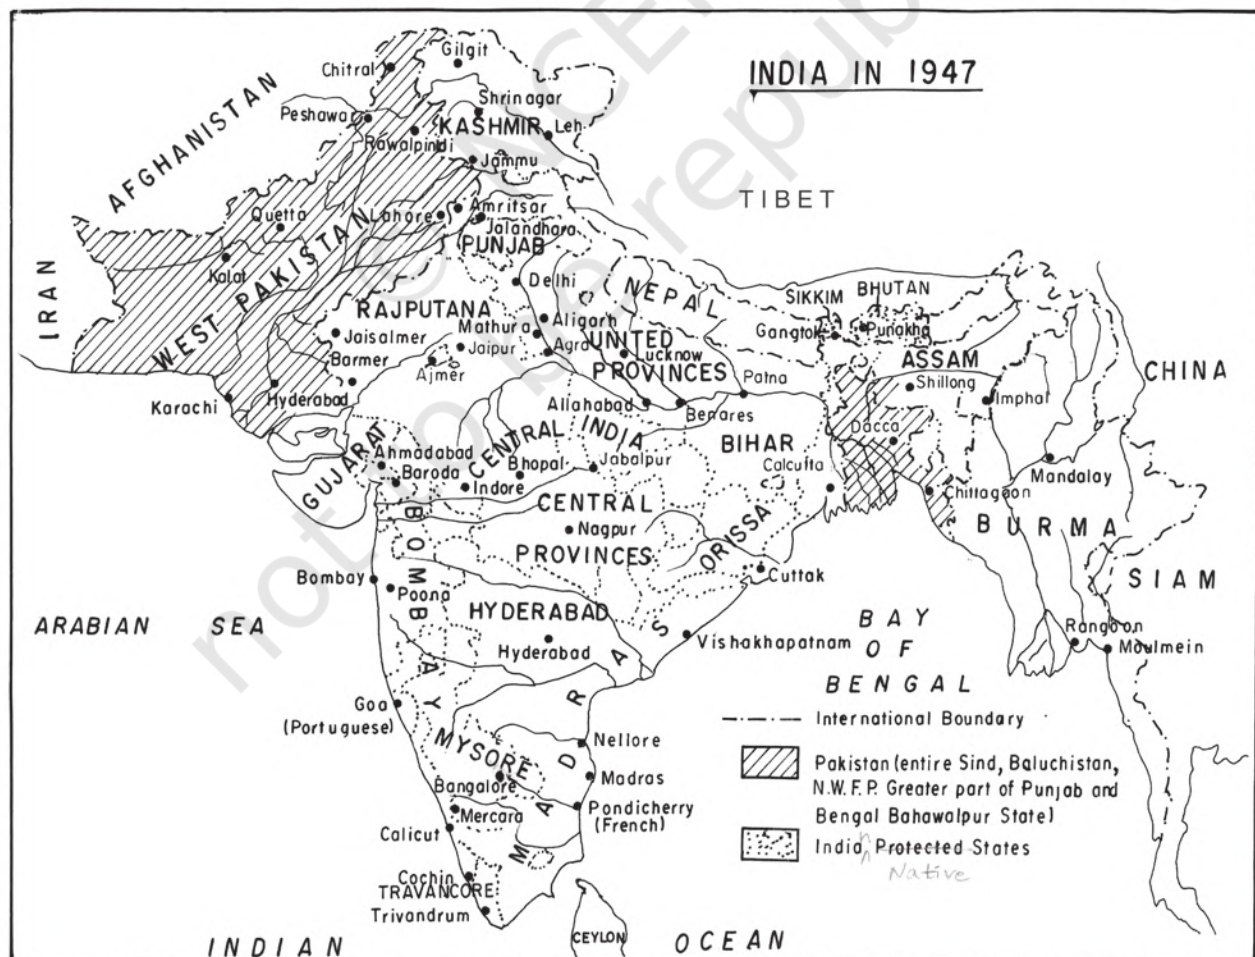 INDIA IN 1947
Gilgit
Chitral
Shrinagar
Peshawar
KASHMIR
Leh
Rawalpindi
Jammu
AFGHANISTAN
TIBET
Quetta
Lahore
Amritsar
Jalandhara
PUNJAB
Kalat
WEST PAKISTAN
IRAN
Delhi
NEPAL
SIKKIM
BHUTAN
RAJPUTANA
Jaisalmer
Mathura
Aligarh
UNITED
PROVINCES
Gangtok
Punakha
ASSAM
Barmer
Jaipur
Agra
Lucknow
Ajmer
Patna
Shillong
Imphal
CHINA
Karachi
Hyderabad
Allahabad
Benares
Dacca
GUJARAT
Ahmadabad
Baroda
CENTRAL INDIA
Bhopal
Indore
Jabalpur
BIHAR
Calcutta
Mandalay
Chittagoon
BURMA
CENTRAL
PROVINCES
Nagpur
ORISSA
Cuttak
SIAM
BOMBAY
Bombay
Poona
HYDERABAD
Hyderabad
Vishakhapatnam
ARABIAN SEA
BAY
OF
BENGAL
Rangoon
Moulmein
Goa
(Portuguese)
MYSORE
Bangalore
MADRAS
Nellore
Madras
Pondicherry
(French)
Mercara
Calicut
Cochin
TRAVANCORE
Trivandrum
CEYLON
INDIAN OCEAN
International Boundary
Pakistan (entire Sind, Baluchistan,
N.W.F.P. Greater part of Punjab and
Bengal Bahawalpur State)
India n Protected States
Native
not to be republ
© NCE